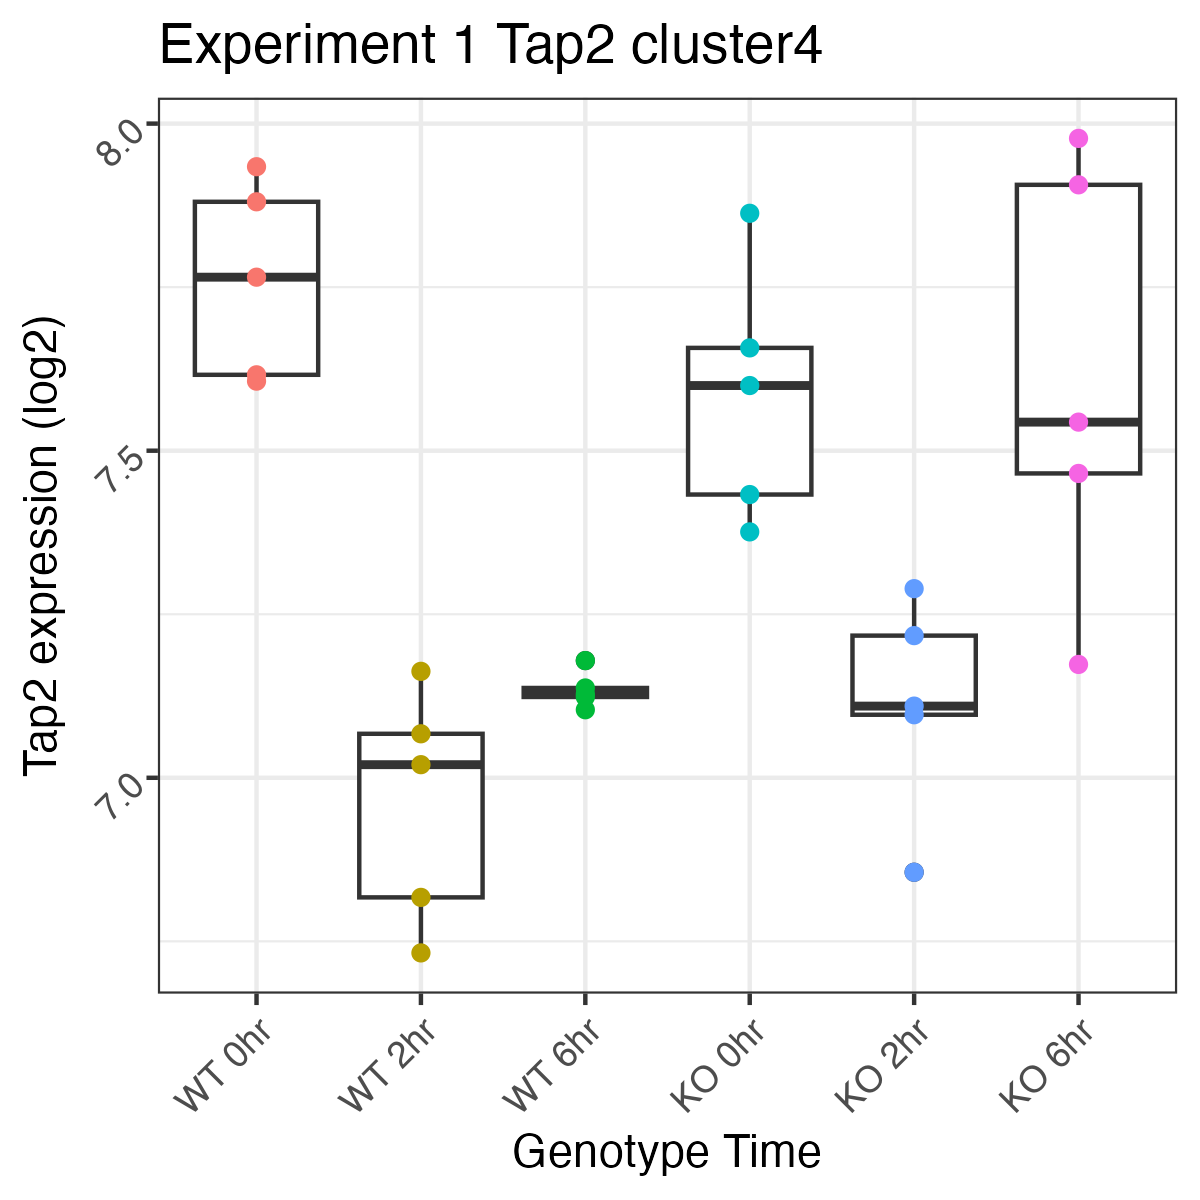 Experiment 1 Tap2 cluster4
Tap2 expression (log2)
8.0
7.5
7.0
WT 0hr
WT 2hr
WT 6hr
KO 0hr
KO 2hr
KO 6hr
Genotype Time